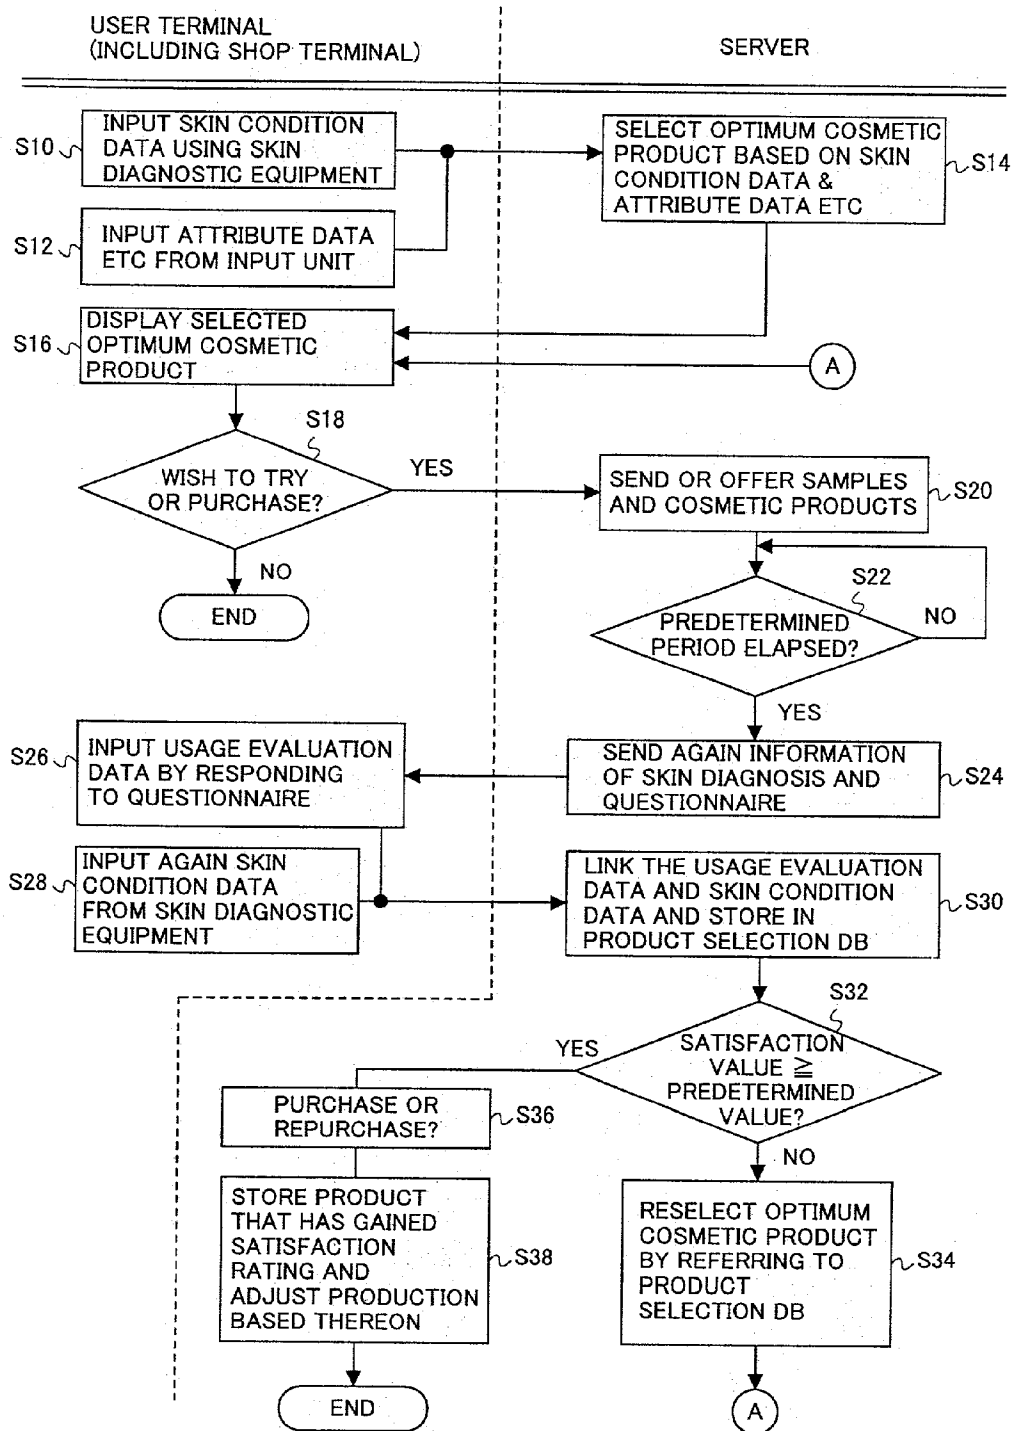 USER TERMINAL
(INCLUDING SHOP TERMINAL)
SERVER
S10
INPUT SKIN CONDITION
DATA USING SKIN
DIAGNOSTIC EQUIPMENT
SELECT OPTIMUM COSMETIC
PRODUCT BASED ON SKIN
CONDITION DATA &
ATTRIBUTE DATA ETC
S14
S12
INPUT ATTRIBUTE DATA
ETC FROM INPUT UNIT
S16
DISPLAY SELECTED
OPTIMUM COSMETIC
PRODUCT
A
S18
WISH TO TRY
OR PURCHASE?
YES
SEND OR OFFER SAMPLES
AND COSMETIC PRODUCTS
S20
NO
END
S22
PREDETERMINED
PERIOD ELAPSED?
NO
YES
S26
INPUT USAGE EVALUATION
DATA BY RESPONDING
TO QUESTIONNAIRE
SEND AGAIN INFORMATION
OF SKIN DIAGNOSIS AND
QUESTIONNAIRE
S24
S28
INPUT AGAIN SKIN
CONDITION DATA
FROM SKIN DIAGNOSTIC
EQUIPMENT
LINK THE USAGE EVALUATION
DATA AND SKIN CONDITION
DATA AND STORE IN
PRODUCT SELECTION DB
S30
S32
SATISFACTION
VALUE ≧
PREDETERMINED
VALUE?
YES
NO
PURCHASE OR
REPURCHASE?
S36
STORE PRODUCT
THAT HAS GAINED
SATISFACTION
RATING AND
ADJUST PRODUCTION
BASED THEREON
S38
RESELECT OPTIMUM
COSMETIC PRODUCT
BY REFERRING TO
PRODUCT
SELECTION DB
S34
END
A